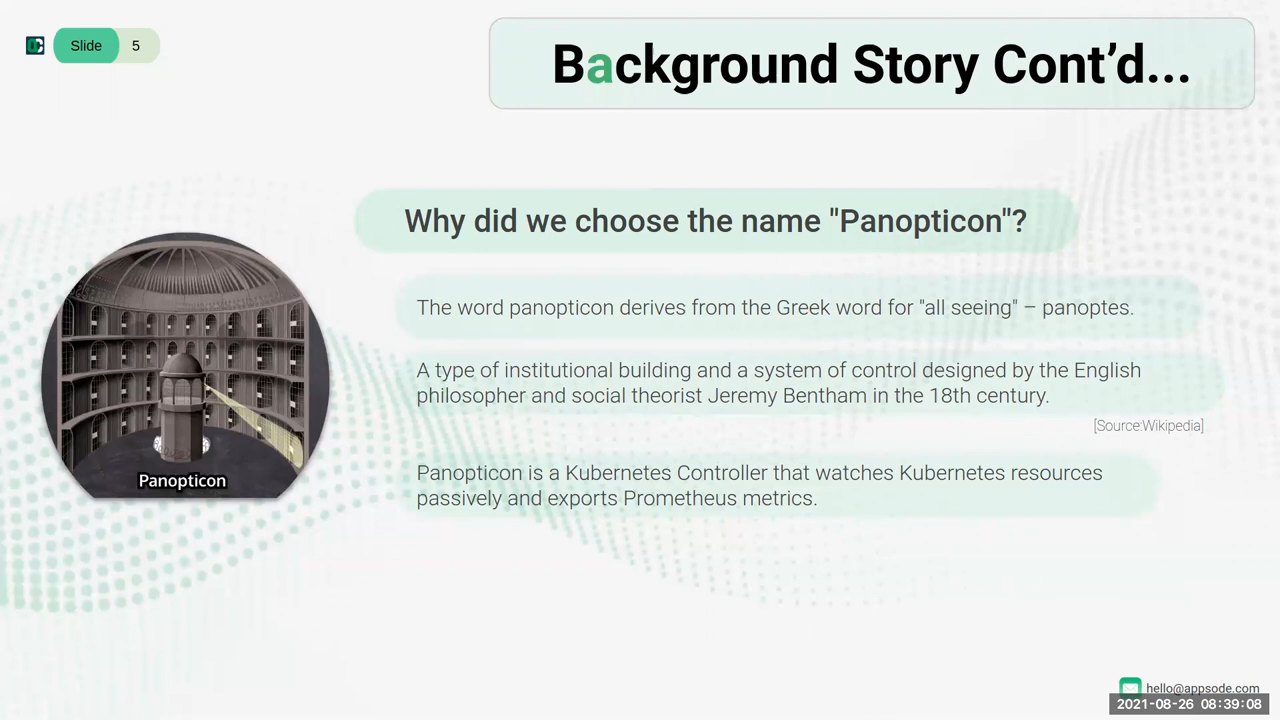 Slide 5
Background Story Cont’d...
Why did we choose the name "Panopticon"?
The word panopticon derives from the Greek word for "all seeing" – panoptes.
A type of institutional building and a system of control designed by the English
philosopher and social theorist Jeremy Bentham in the 18th century.
[Source:Wikipedia]
Panopticon is a Kubernetes Controller that watches Kubernetes resources
passively and exports Prometheus metrics.
Panopticon
hello@appsode.com
2021-08-26 08:39:08